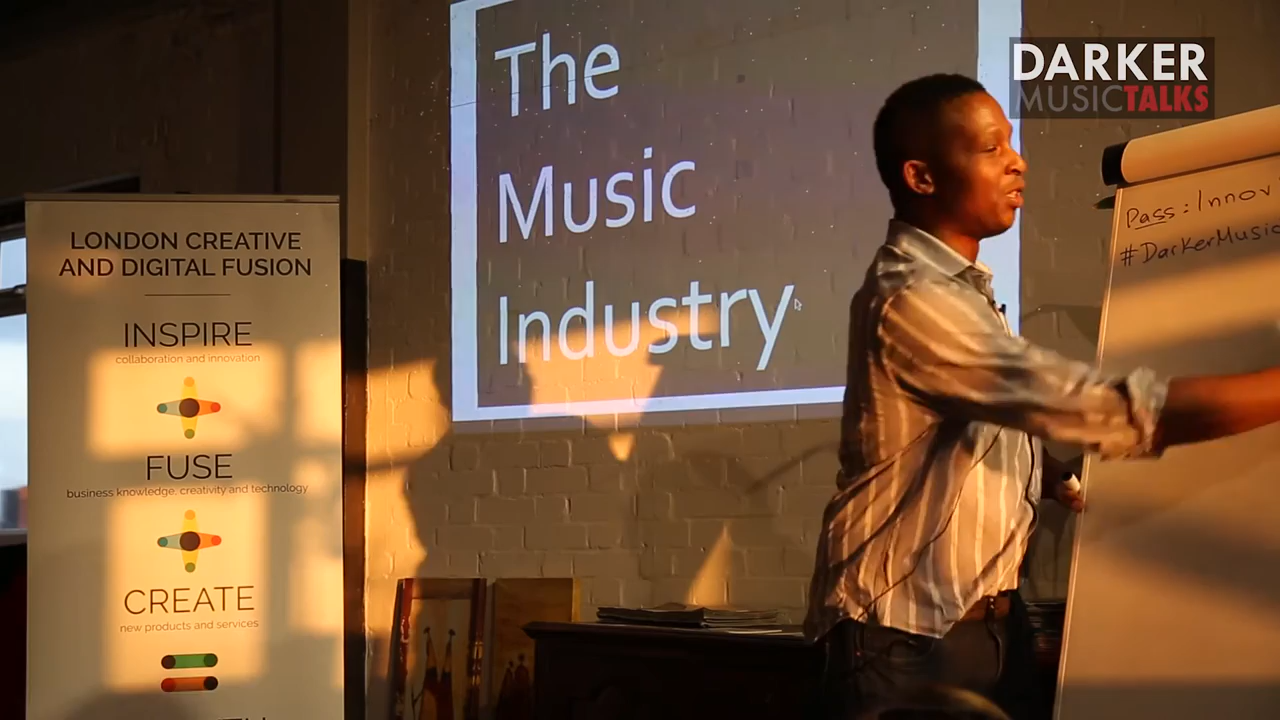 DARKER
MUSICTALKS
The
Music
Industry
LONDON CREATIVE
AND DIGITAL FUSION
INSPIRE
collaboration and innovation
FUSE
business knowledge, creativity and technology
CREATE
new products and services
Pass: Innov
#DarkerMusic